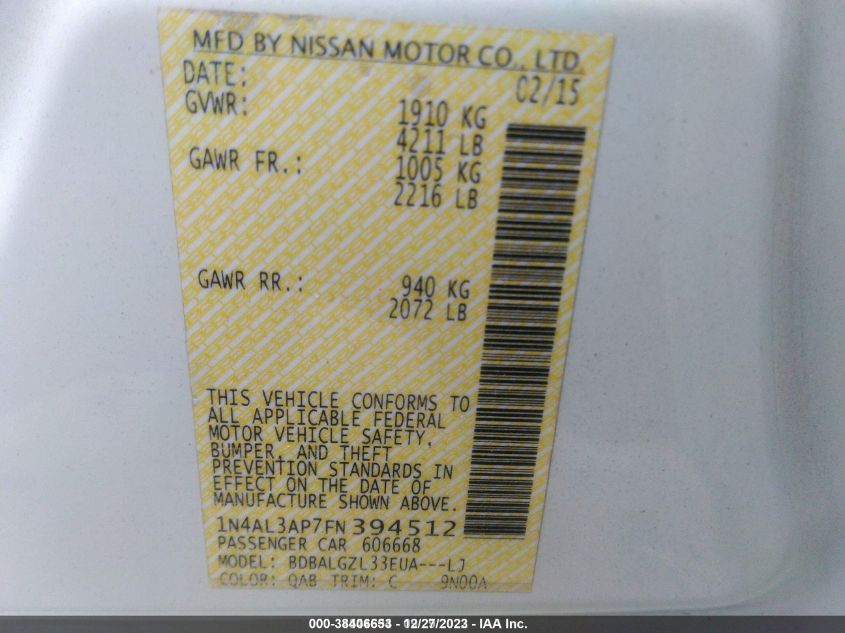 MFD BY NISSAN MOTOR CO., LTD.
DATE: 02/15
GVWR: 1910 KG
4211 LB
GAWR FR.: 1005 KG
2216 LB
GAWR RR.: 940 KG
2072 LB
THIS VEHICLE CONFORMS TO
ALL APPLICABLE FEDERAL
MOTOR VEHICLE SAFETY,
BUMPER, AND THEFT
PREVENTION STANDARDS IN
EFFECT ON THE DATE OF
MANUFACTURE SHOWN ABOVE.
1N4AL3AP7FN394512
PASSENGER CAR 606668
MODEL: BDBALGZL33EUA---LJ
COLOR: QAB TRIM: C 9N00A
12/27/2023 - IAA Inc.